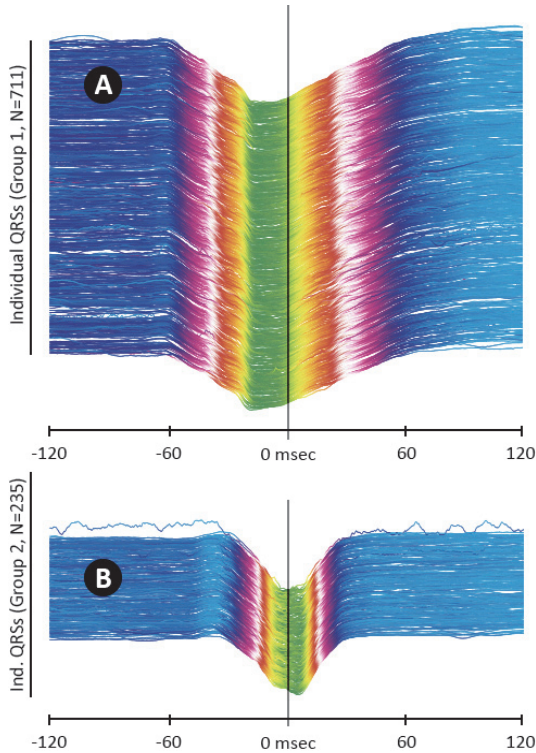 Individual QRSs (Group 1, N=711)
A
-120 -60 0 msec 60 120
Ind. QRSs (Group 2, N=235)
B
-120 -60 0 msec 60 120